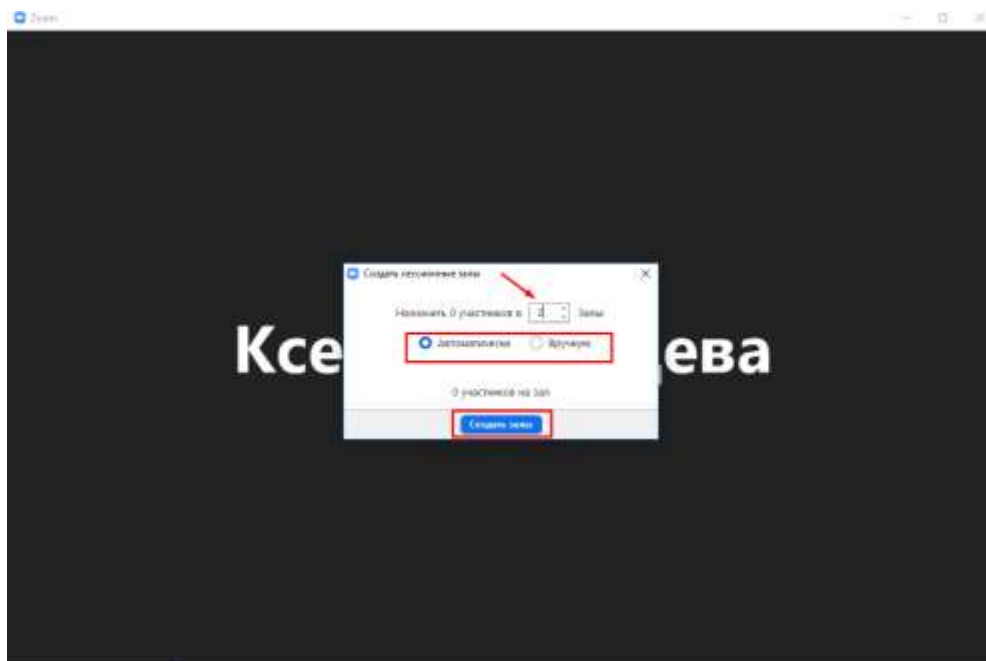 Zoom
Создать сессионные залы
Назначить 0 участников в 2 Залы
Ксе ева
Автоматически Вручную
0 участников на зал
Создать залы